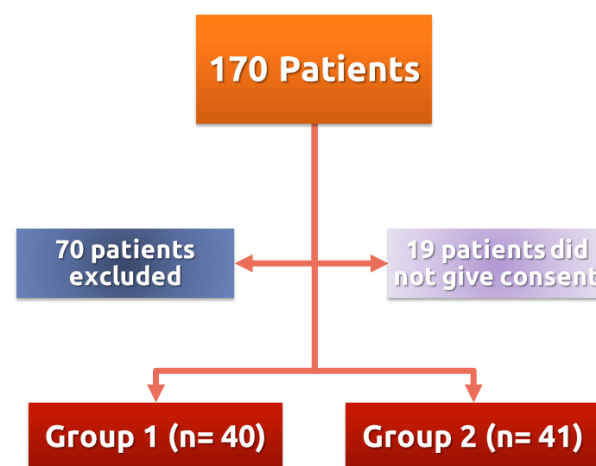 170 Patients
70 patients
excluded
19 patients did
not give consent
Group 1 (n= 40)
Group 2 (n= 41)